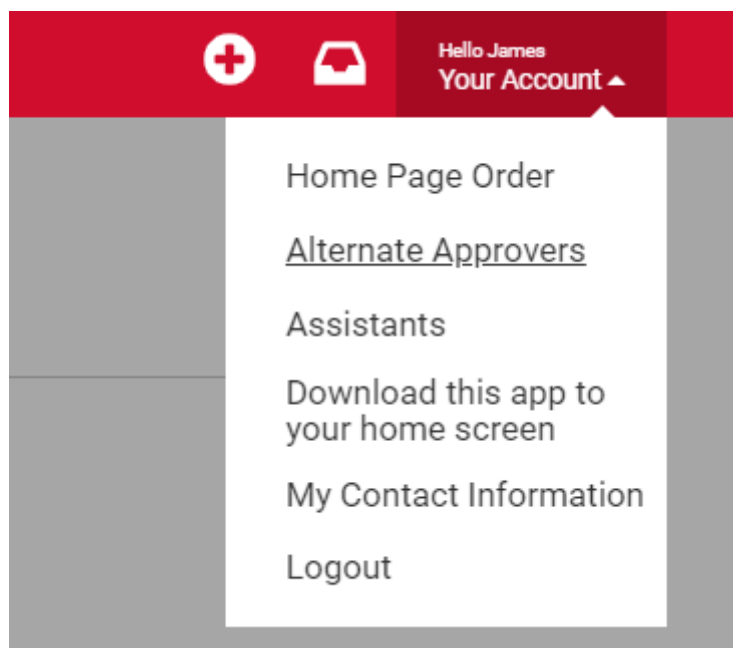 Hello James
Your Account
Home Page Order
Alternate Approvers
Assistants
Download this app to
your home screen
My Contact Information
Logout